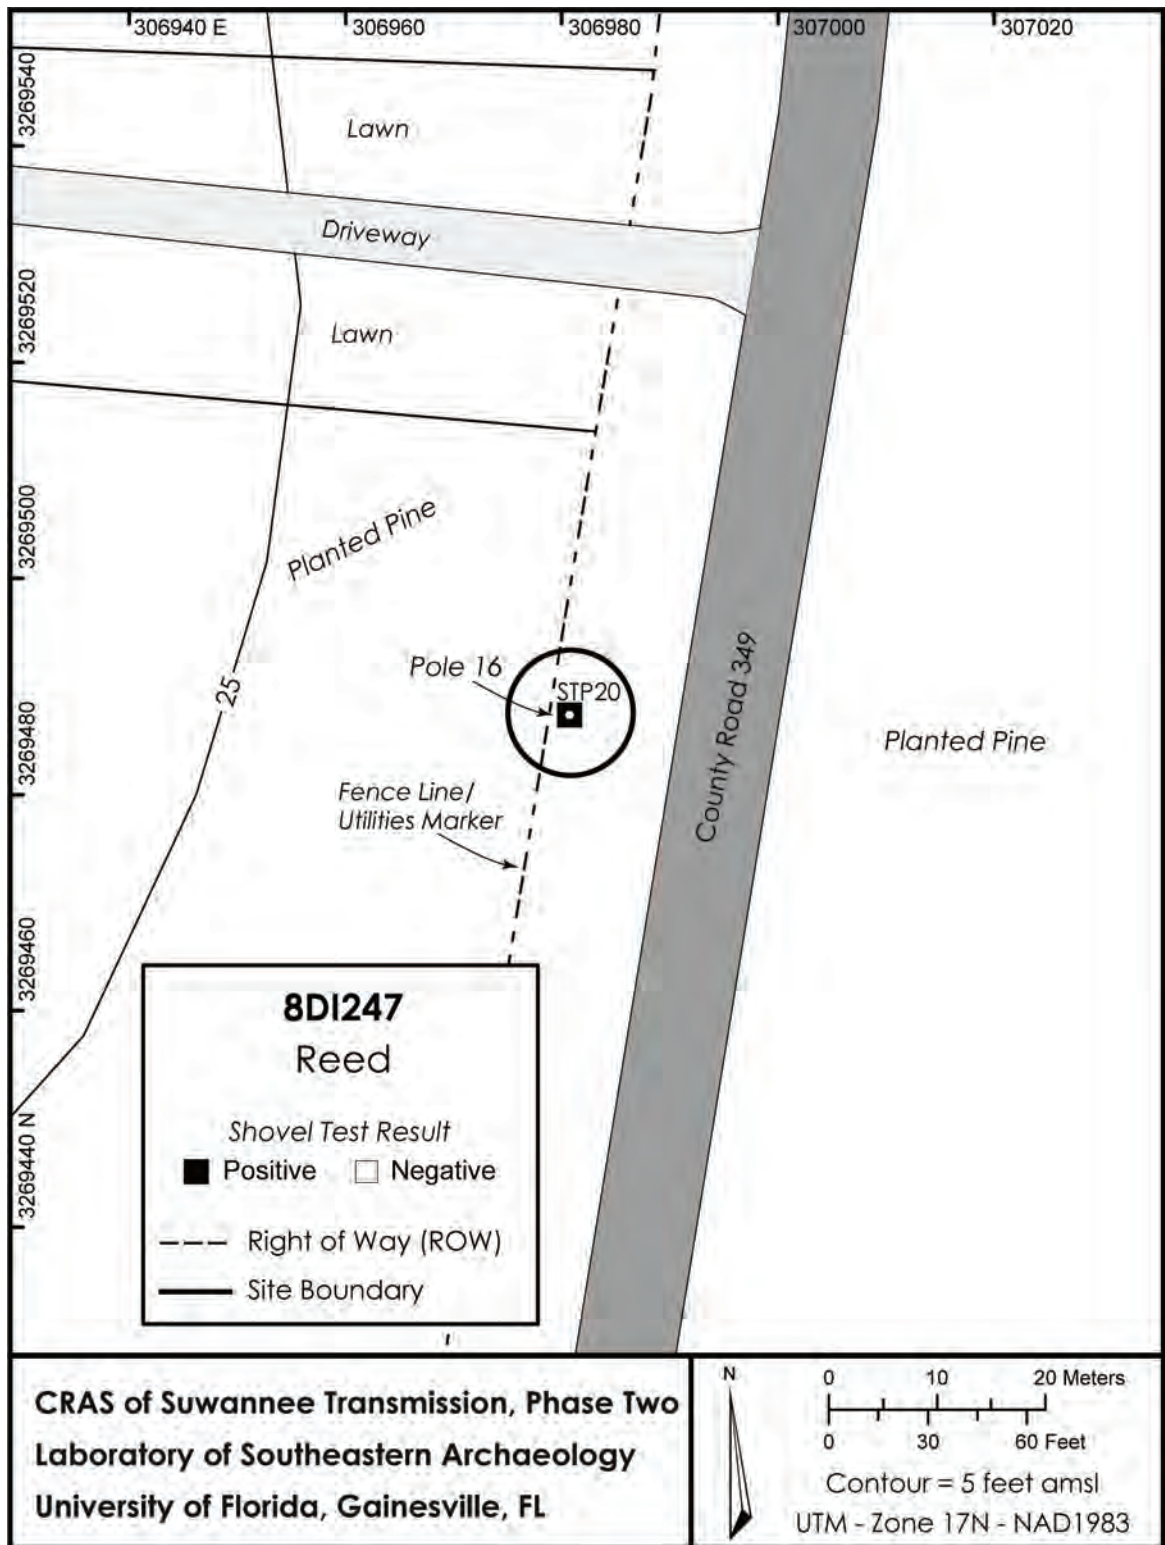 306940 E
306960
306980
307000
307020
3269540
Lawn
Driveway
3269520
Lawn
3269500
Planted Pine
Pole 16
STP20
25
3269480
County Road 349
Planted Pine
Fence Line/
Utilities Marker
3269460
8DI247
Reed
Shovel Test Result
Positive Negative
3269440 N
Right of Way (ROW)
Site Boundary
CRAS of Suwannee Transmission, Phase Two
Laboratory of Southeastern Archaeology
University of Florida, Gainesville, FL
N
0 10 20 Meters
0 30 60 Feet
Contour = 5 feet amsl
UTM - Zone 17N - NAD1983